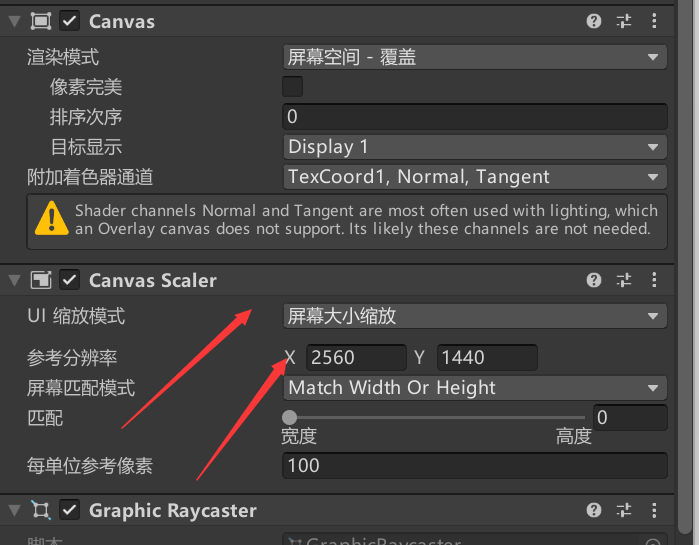 Canvas
渲染模式 屏幕空间 - 覆盖
像素完美
排序次序 0
目标显示 Display 1
附加着色器通道 TexCoord1, Normal, Tangent
Shader channels Normal and Tangent are most often used with lighting, which
an Overlay canvas does not support. Its likely these channels are not needed.
Canvas Scaler
UI 缩放模式 屏幕大小缩放
参考分辨率 X 2560 Y 1440
屏幕匹配模式 Match Width Or Height
匹配 0
宽度 高度
每单位参考像素 100
Graphic Raycaster
脚本 GraphicRaycaster